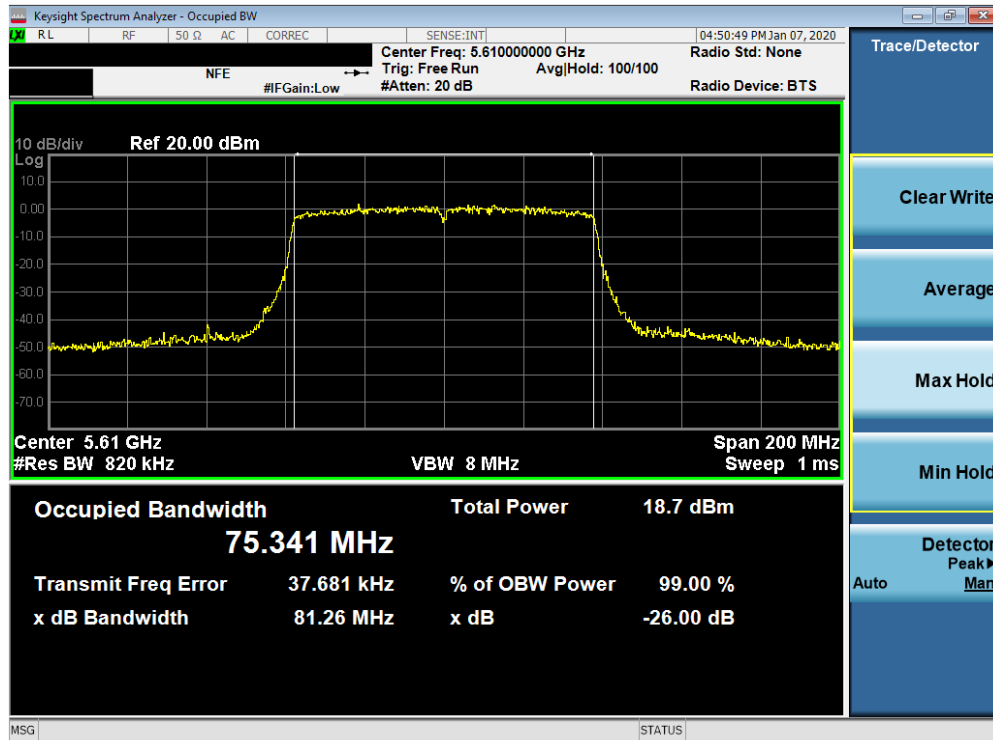 Keysight Spectrum Analyzer - Occupied BW
LXI RL RF 50 Ω AC CORREC SENSE:INT 04:50:49 PM Jan 07, 2020
Center Freq: 5.610000000 GHz Radio Std: None
NFE Trig: Free Run Avg|Hold: 100/100
#IFGain:Low #Atten: 20 dB Radio Device: BTS
10 dB/div Ref 20.00 dBm
Log
10.0
0.00
-10.0
-20.0
-30.0
-40.0
-50.0
-60.0
-70.0
Center 5.61 GHz Span 200 MHz
#Res BW 820 kHz VBW 8 MHz Sweep 1 ms
Occupied Bandwidth Total Power 18.7 dBm
75.341 MHz
Transmit Freq Error 37.681 kHz % of OBW Power 99.00 %
x dB Bandwidth 81.26 MHz x dB -26.00 dB
MSG STATUS
Trace/Detector
Clear Write
Average
Max Hold
Min Hold
Detector
Peak
Auto Man